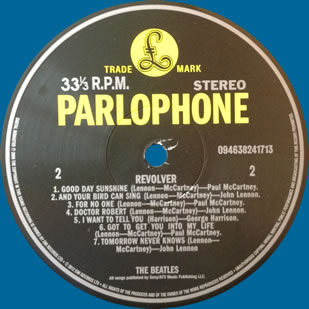 TRADE MARK
33⅓ R.P.M. STEREO
PARLOPHONE
094638241713
REVOLVER
2 2
1. GOOD DAY SUNSHINE (Lennon—McCartney)—Paul McCartney.
2. AND YOUR BIRD CAN SING (Lennon—McCartney)—John Lennon.
3. FOR NO ONE (Lennon—McCartney)—Paul McCartney.
4. DOCTOR ROBERT (Lennon—McCartney)—John Lennon.
5. I WANT TO TELL YOU (Harrison)—George Harrison.
6. GOT TO GET YOU INTO MY LIFE
(Lennon—McCartney)—Paul McCartney.
7. TOMORROW NEVER KNOWS (Lennon—
McCartney)—John Lennon
THE BEATLES
All songs published by Sony/ATV Music Publishing LLC.